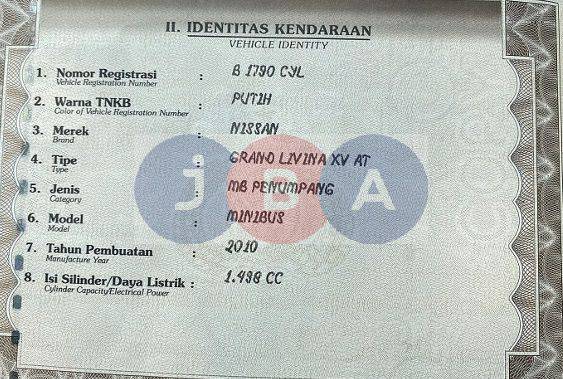 II. IDENTITAS KENDARAAN
VEHICLE IDENTITY
1. Nomor Registrasi : B 1790 CYL
Vehicle Registration Number
2. Warna TNKB : PUTIH
Color of Vehicle Registration Number
3. Merek : NISSAN
Brand
4. Tipe : GRAND LIVINA XV AT
Type
5. Jenis : MB PENUMPANG
Category
6. Model : MINIBUS
Model
7. Tahun Pembuatan : 2010
Manufacture Year
8. Isi Silinder/Daya Listrik : 1.498 CC
Cylinder Capacity/Electrical Power
JBA